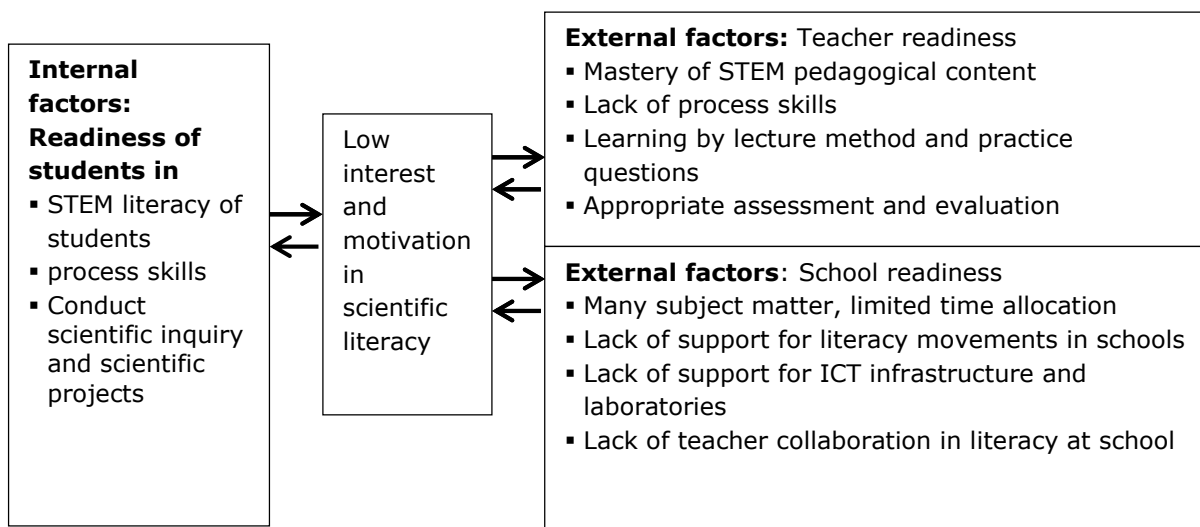 Internal
factors:
Readiness of
students in
▪ STEM literacy of
students
▪ process skills
▪ Conduct
scientific inquiry
and scientific
projects
Low
interest
and
motivation
in
scientific
literacy
External factors: Teacher readiness
▪ Mastery of STEM pedagogical content
▪ Lack of process skills
▪ Learning by lecture method and practice
questions
▪ Appropriate assessment and evaluation
External factors: School readiness
▪ Many subject matter, limited time allocation
▪ Lack of support for literacy movements in schools
▪ Lack of support for ICT infrastructure and
laboratories
▪ Lack of teacher collaboration in literacy at school